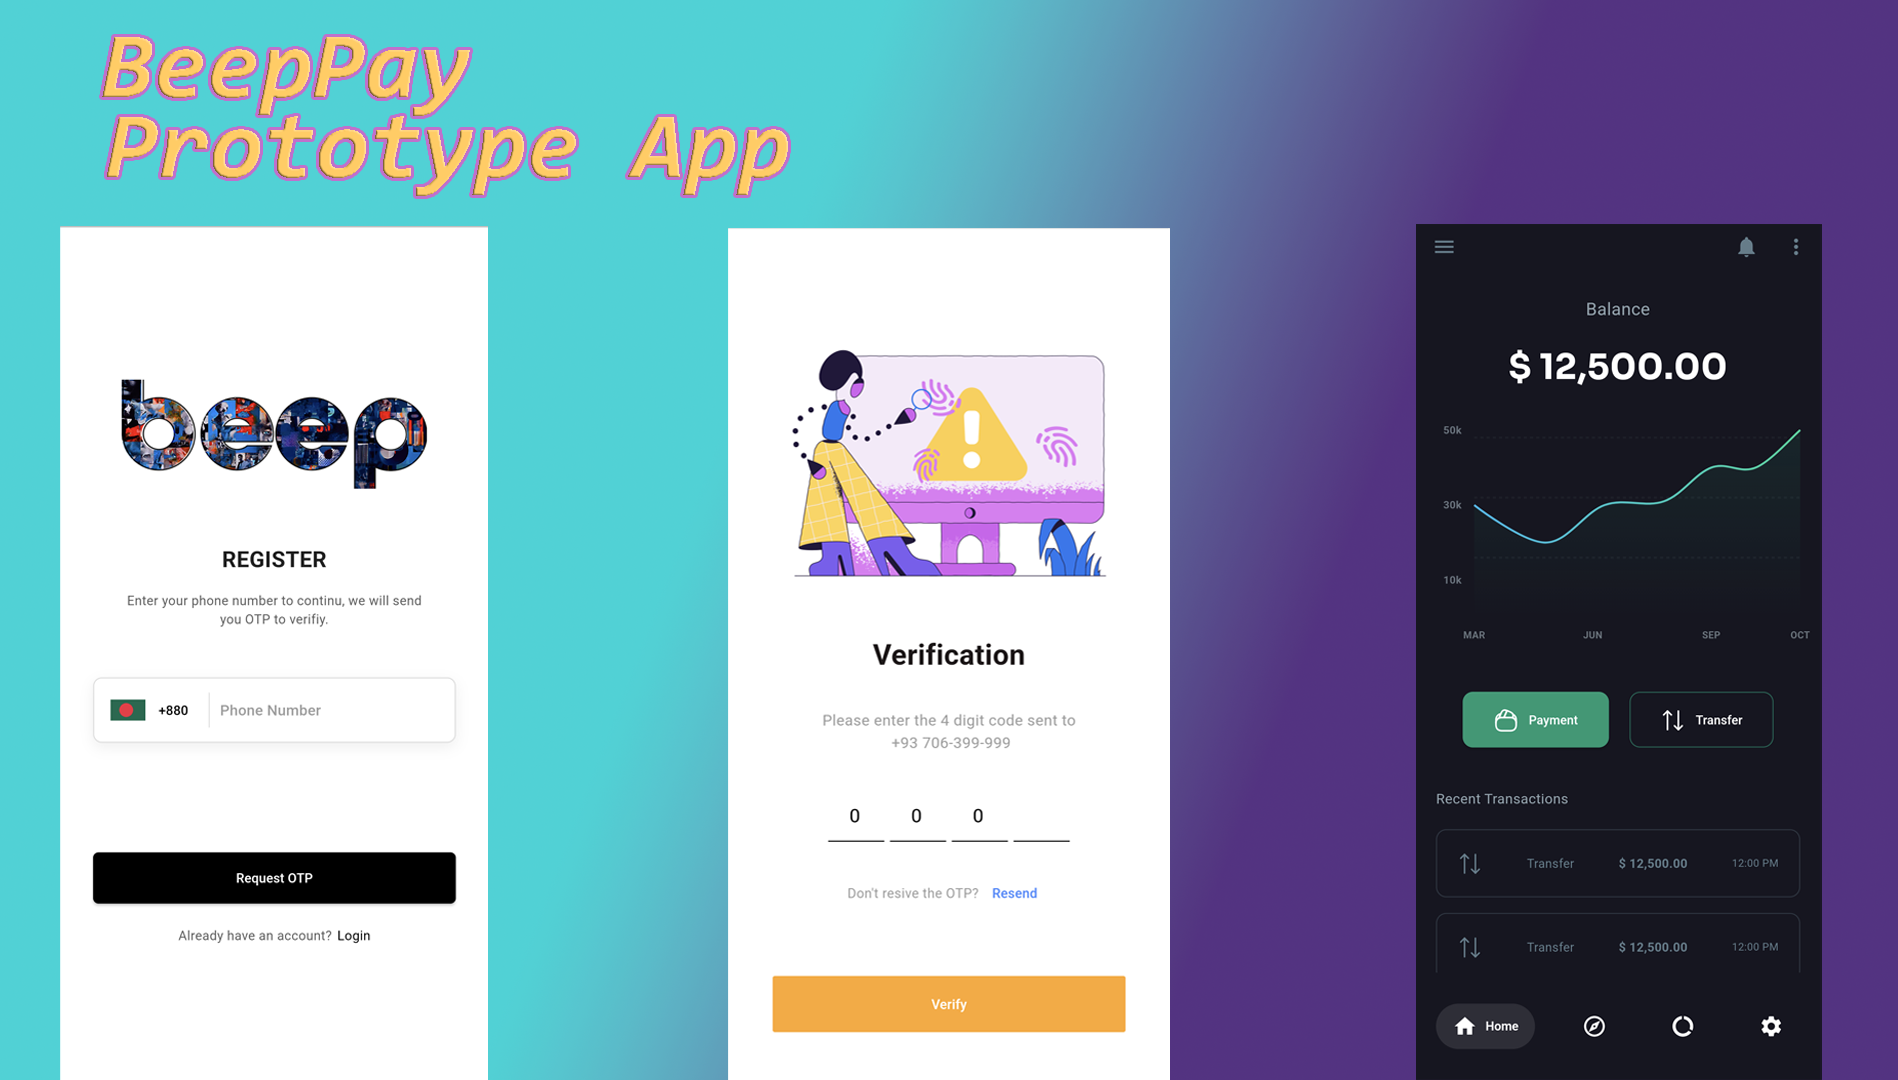 BeepPay
Prototype App
beep
REGISTER
Enter your phone number to continu, we will send
you OTP to verifiy.
+880 Phone Number
Request OTP
Already have an account? Login
Verification
Please enter the 4 digit code sent to
+93 706-399-999
0 0 0
Don't resive the OTP? Resend
Verify
Balance
$ 12,500.00
50k
30k
10k
MAR JUN SEP OCT
Payment Transfer
Recent Transactions
Transfer $ 12,500.00 12:00 PM
Transfer $ 12,500.00 12:00 PM
Home